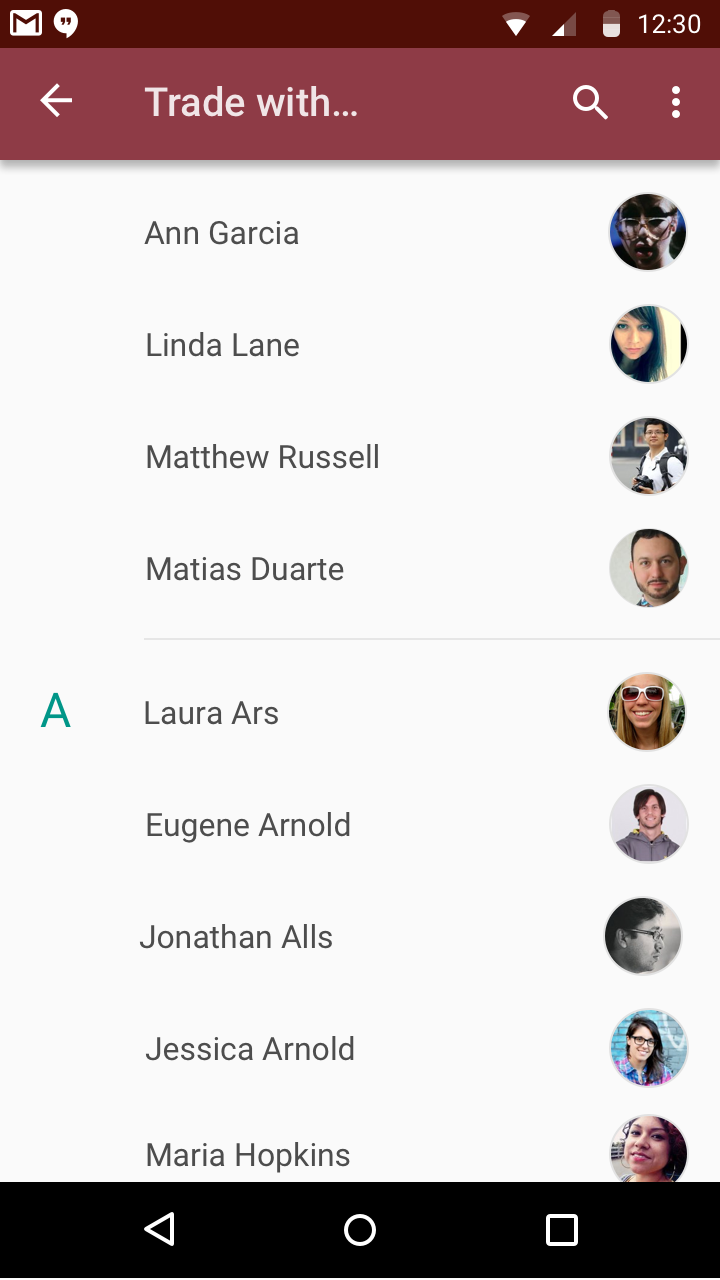 12:30
Trade with...
Ann Garcia
Linda Lane
Matthew Russell
Matias Duarte
A
Laura Ars
Eugene Arnold
Jonathan Alls
Jessica Arnold
Maria Hopkins